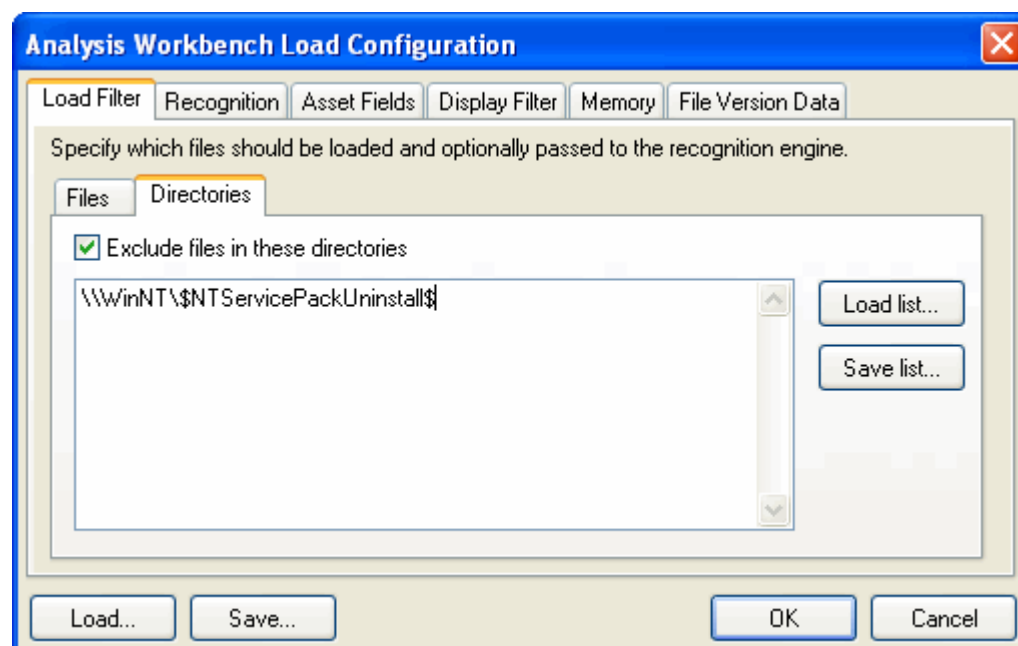 Analysis Workbench Load Configuration
Load Filter Recognition Asset Fields Display Filter Memory File Version Data
Specify which files should be loaded and optionally passed to the recognition engine.
Files Directories
Exclude files in these directories
\\WinNT\$NTServicePackUninstall$
Load list...
Save list...
Load... Save... OK Cancel